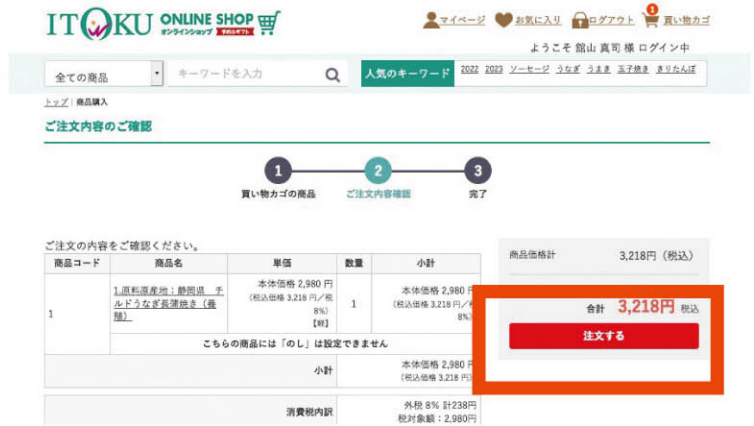 ITOKU ONLINE SHOP
オンラインショップ 予約&ギフト
マイページ お気に入り ログアウト 1 買い物カゴ
ようこそ 舘山 真司 様 ログイン中
全ての商品 キーワードを入力 人気のキーワード 2022 2023 ソーセージ うなぎ うまき 玉子焼き きりたんぽ
トップ | 商品購入
ご注文内容のご確認
1 2 3
買い物カゴの商品 ご注文内容確認 完了
ご注文の内容をご確認ください。
商品コード 商品名 単価 数量 小計
1 1.原料原産地：静岡県 チルドうなぎ長蒲焼き（養殖） 本体価格 2,980 円 (税込価格 3,218 円／税 8%) 【鮮】 1 本体価格 2,980 円 (税込価格 3,218 円／税 8%)
こちらの商品には「のし」は設定できません
小計 本体価格 2,980 円 (税込価格 3,218 円)
消費税内訳 外税 8% 計238円
税対象額：2,980円
商品価格計 3,218円（税込）
合計 3,218円 税込
注文する